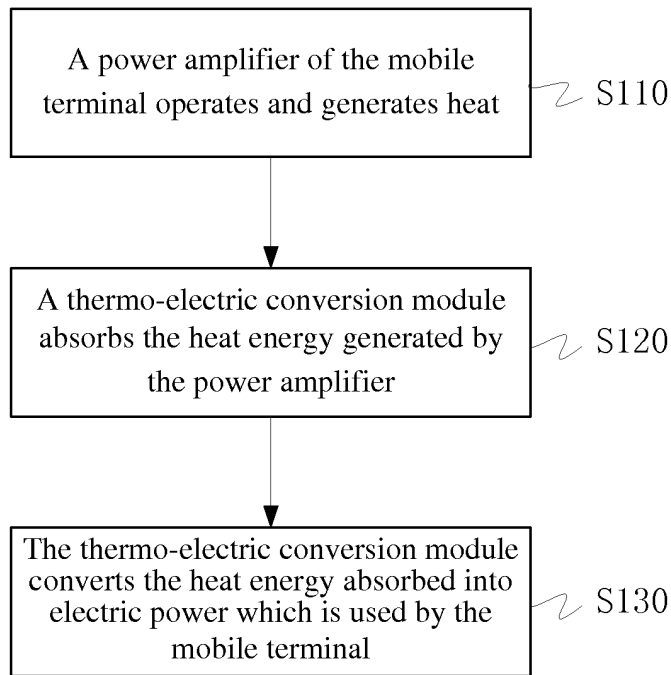 A power amplifier of the mobile
terminal operates and generates heat
S110
A thermo-electric conversion module
absorbs the heat energy generated by
the power amplifier
S120
The thermo-electric conversion module
converts the heat energy absorbed into
electric power which is used by the
mobile terminal
S130